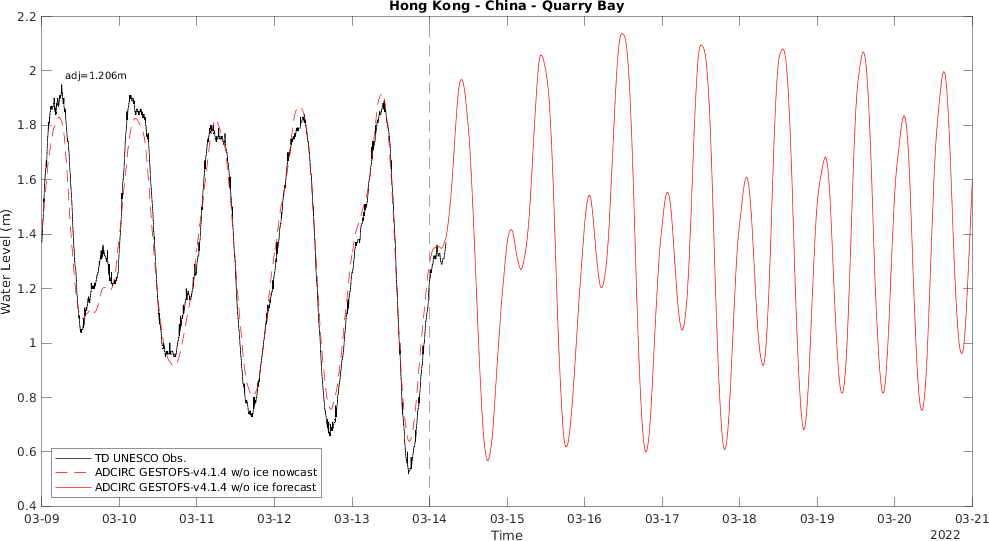 Hong Kong - China - Quarry Bay
2.2
2
1.8
1.6
1.4
1.2
1
0.8
0.6
0.4
Water Level (m)
adj=1.206m
TD UNESCO Obs.
ADCIRC GESTOFS-v4.1.4 w/o ice nowcast
ADCIRC GESTOFS-v4.1.4 w/o ice forecast
03-09 03-10 03-11 03-12 03-13 03-14 03-15 03-16 03-17 03-18 03-19 03-20 03-21
Time
2022